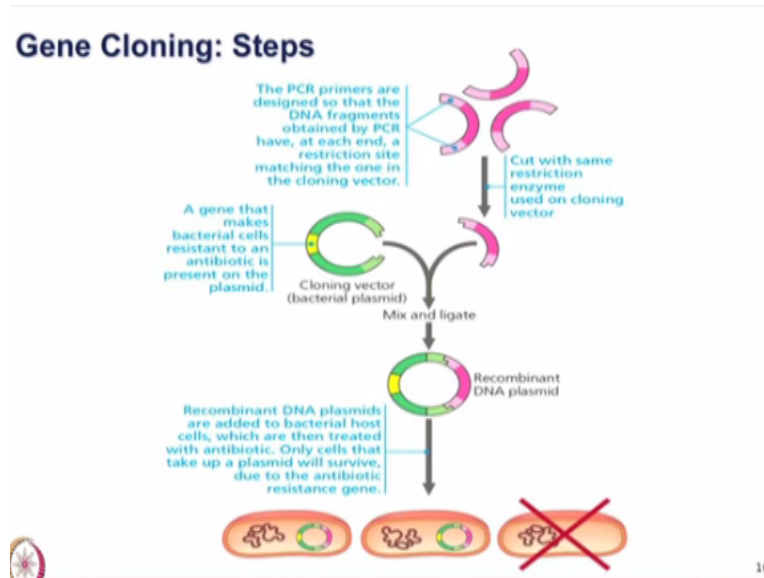 Gene Cloning: Steps
The PCR primers are
designed so that the
DNA fragments
obtained by PCR
have, at each end, a
restriction site
matching the one in
the cloning vector.
Cut with same
restriction
enzyme
used on cloning
vector
A gene that
makes
bacterial cells
resistant to an
antibiotic is
present on the
plasmid.
Cloning vector
(bacterial plasmid)
Mix and ligate
Recombinant
DNA plasmid
Recombinant DNA plasmids
are added to bacterial host
cells, which are then treated
with antibiotic. Only cells that
take up a plasmid will survive,
due to the antibiotic
resistance gene.